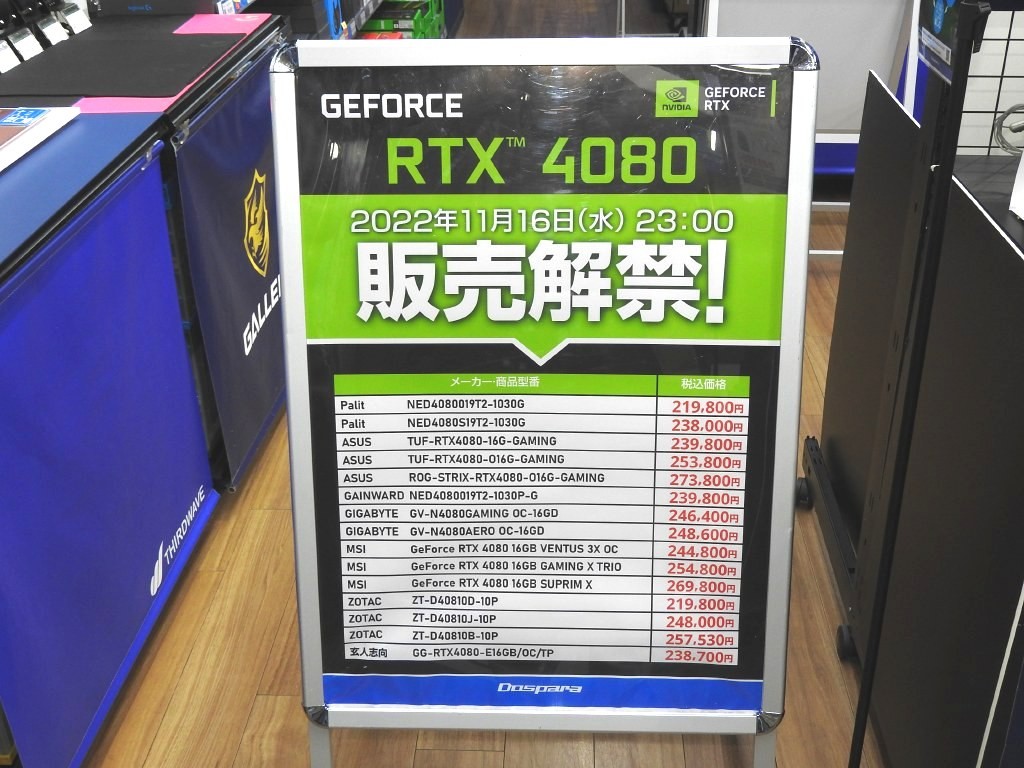 GEFORCE
NVIDIA
GEFORCE
RTX
RTX™ 4080
2022年11月16日(水) 23:00
販売解禁!
メーカー・商品型番 税込価格
Palit NED4080019T2-1030G 219,800円
Palit NED4080S19T2-1030G 238,000円
ASUS TUF-RTX4080-16G-GAMING 239,800円
ASUS TUF-RTX4080-O16G-GAMING 253,800円
ASUS ROG-STRIX-RTX4080-O16G-GAMING 273,800円
GAINWARD NED4080019T2-1030P-G 239,800円
GIGABYTE GV-N4080GAMING OC-16GD 246,400円
GIGABYTE GV-N4080AERO OC-16GD 248,600円
MSI GeForce RTX 4080 16GB VENTUS 3X OC 244,800円
MSI GeForce RTX 4080 16GB GAMING X TRIO 254,800円
MSI GeForce RTX 4080 16GB SUPRIM X 269,800円
ZOTAC ZT-D40810D-10P 219,800円
ZOTAC ZT-D40810J-10P 248,000円
ZOTAC ZT-D40810B-10P 257,530円
玄人志向 GG-RTX4080-E16GB/OC/TP 238,700円
Dospara
THIRDWAVE